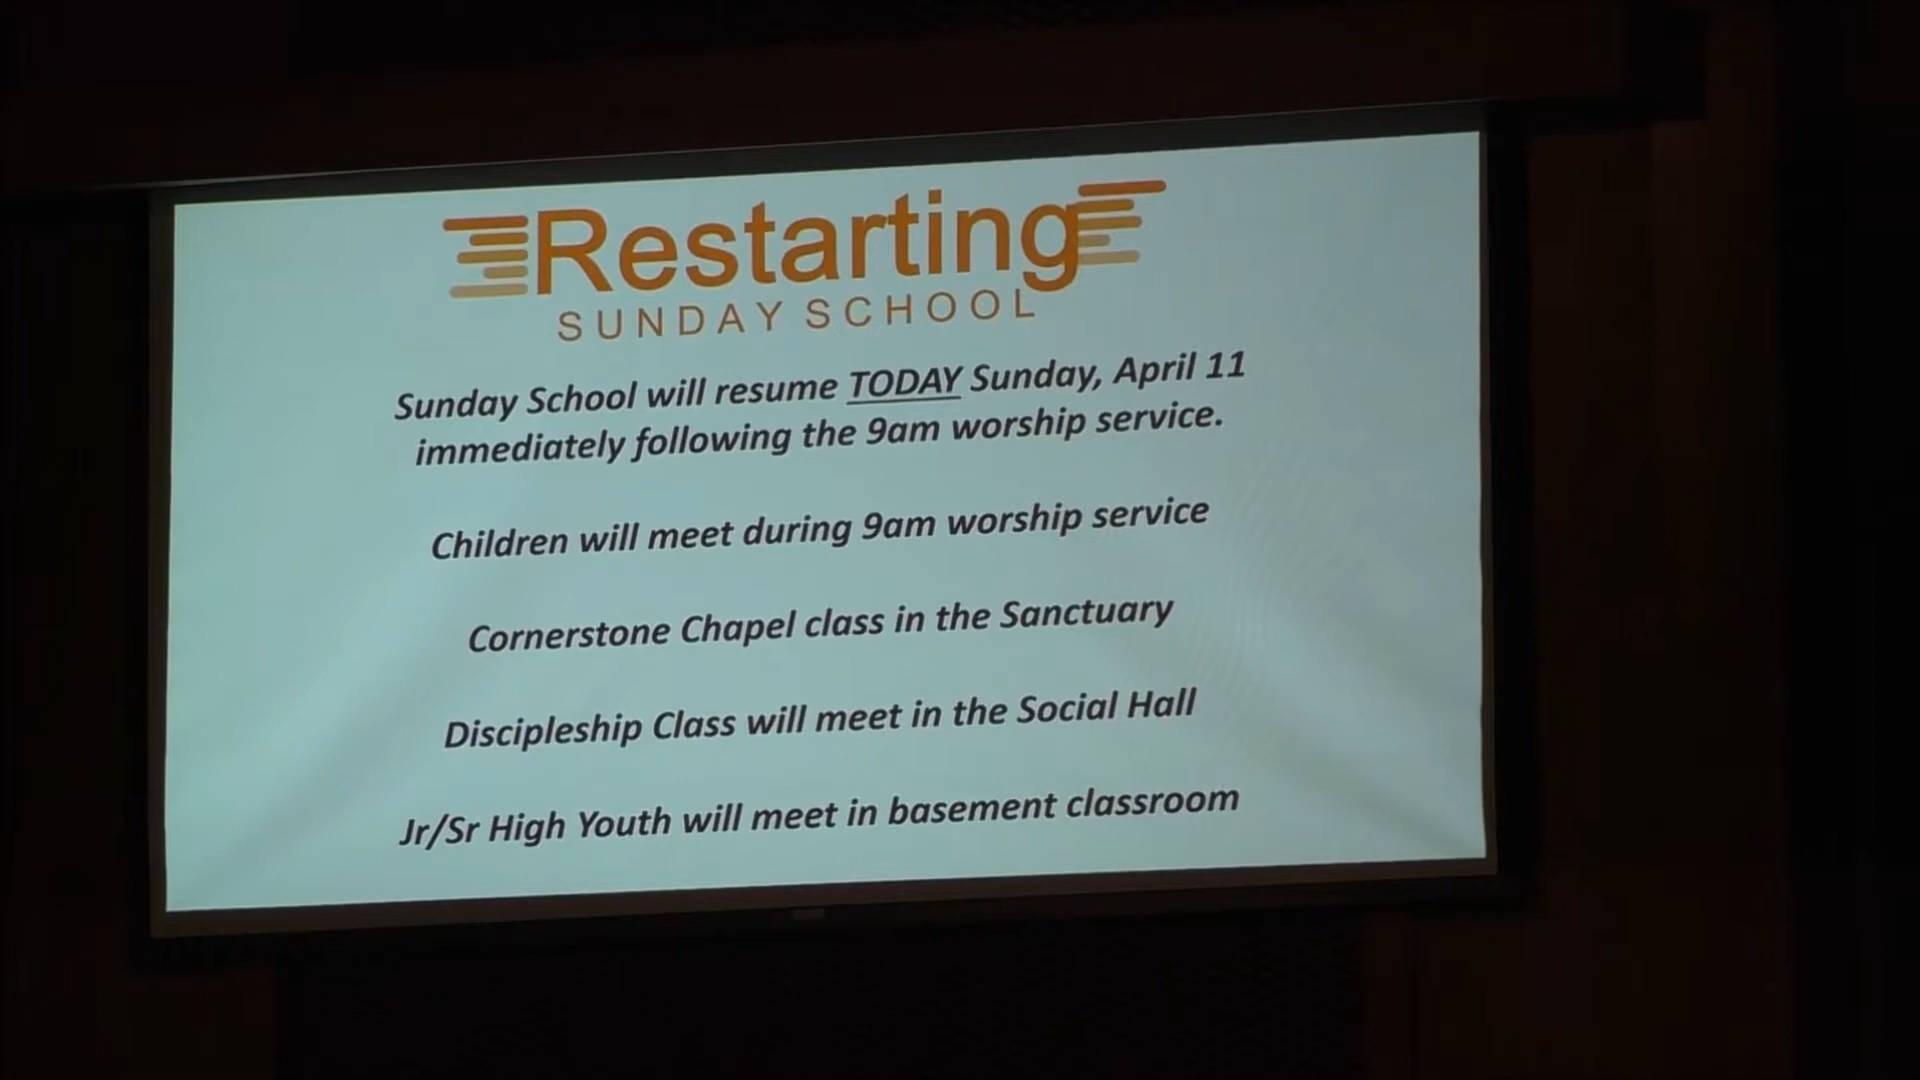 Restarting
SUNDAY SCHOOL
Sunday School will resume TODAY Sunday, April 11
immediately following the 9am worship service.
Children will meet during 9am worship service
Cornerstone Chapel class in the Sanctuary
Discipleship Class will meet in the Social Hall
Jr/Sr High Youth will meet in basement classroom